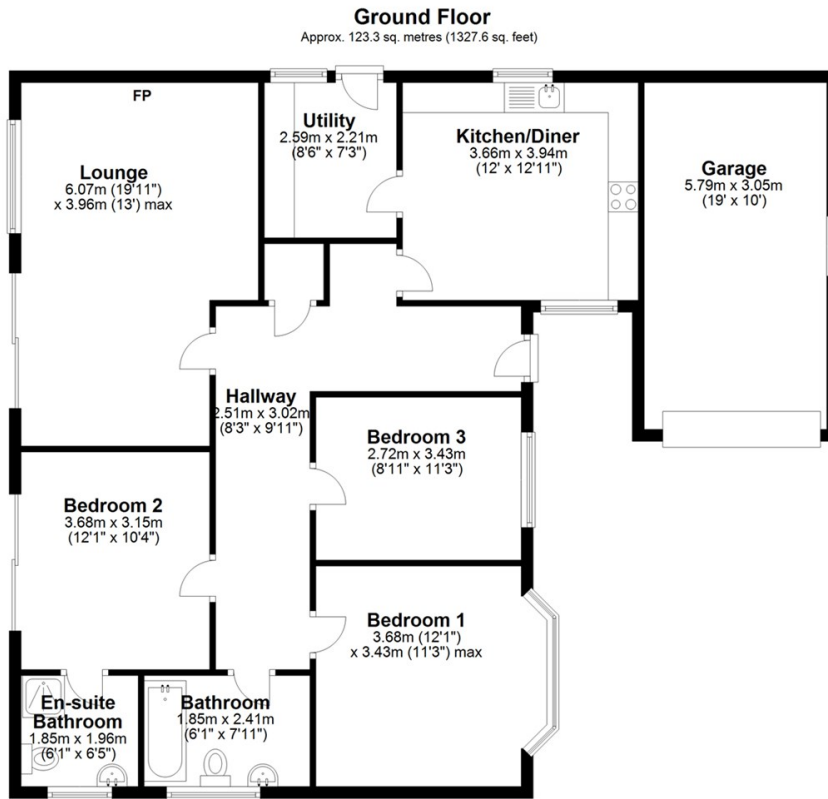 Ground Floor
Approx. 123.3 sq. metres (1327.6 sq. feet)
FP
Lounge
6.07m (19'11")
x 3.96m (13') max
Utility
2.59m x 2.21m
(8'6" x 7'3")
Kitchen/Diner
3.66m x 3.94m
(12' x 12'11")
Garage
5.79m x 3.05m
(19' x 10')
Hallway
2.51m x 3.02m
(8'3" x 9'11")
Bedroom 3
2.72m x 3.43m
(8'11" x 11'3")
Bedroom 2
3.68m x 3.15m
(12'1" x 10'4")
Bedroom 1
3.68m (12'1")
x 3.43m (11'3") max
En-suite
Bathroom
1.85m x 1.96m
(6'1" x 6'5")
Bathroom
1.85m x 2.41m
(6'1" x 7'11")